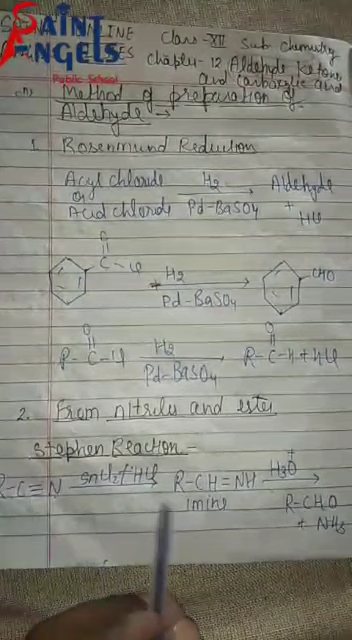 SAINT
ANGELS
Public School
INE Class-XII Sub Chemistry
ES Chapter-12 Aldehyde Ketone
and carboxylic acid
Method of preparation of
Aldehyde →
1. Rosenmund Reduction
Acyl chloride H2 → Aldehyde
or
Acid chloride Pd-BaSO4 + HCl
C-Cl + H2 → CHO
Pd-BaSO4
O O
R-C-Cl H2 → R-C-H + HCl
Pd-BaSO4
2. From Nitrile and ester
Stephen Reaction -
R-C≡N SnCl2+HCl → R-CH=NH H3O+ →
imine R-CHO
+ NH3